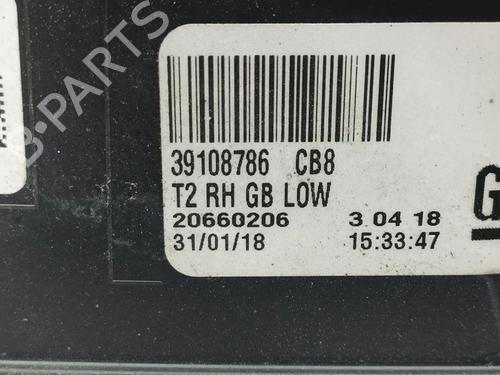 39108786 CB8
T2 RH GB LOW
20660206 3.04 18
31/01/18 15:33:47
B-PARTS